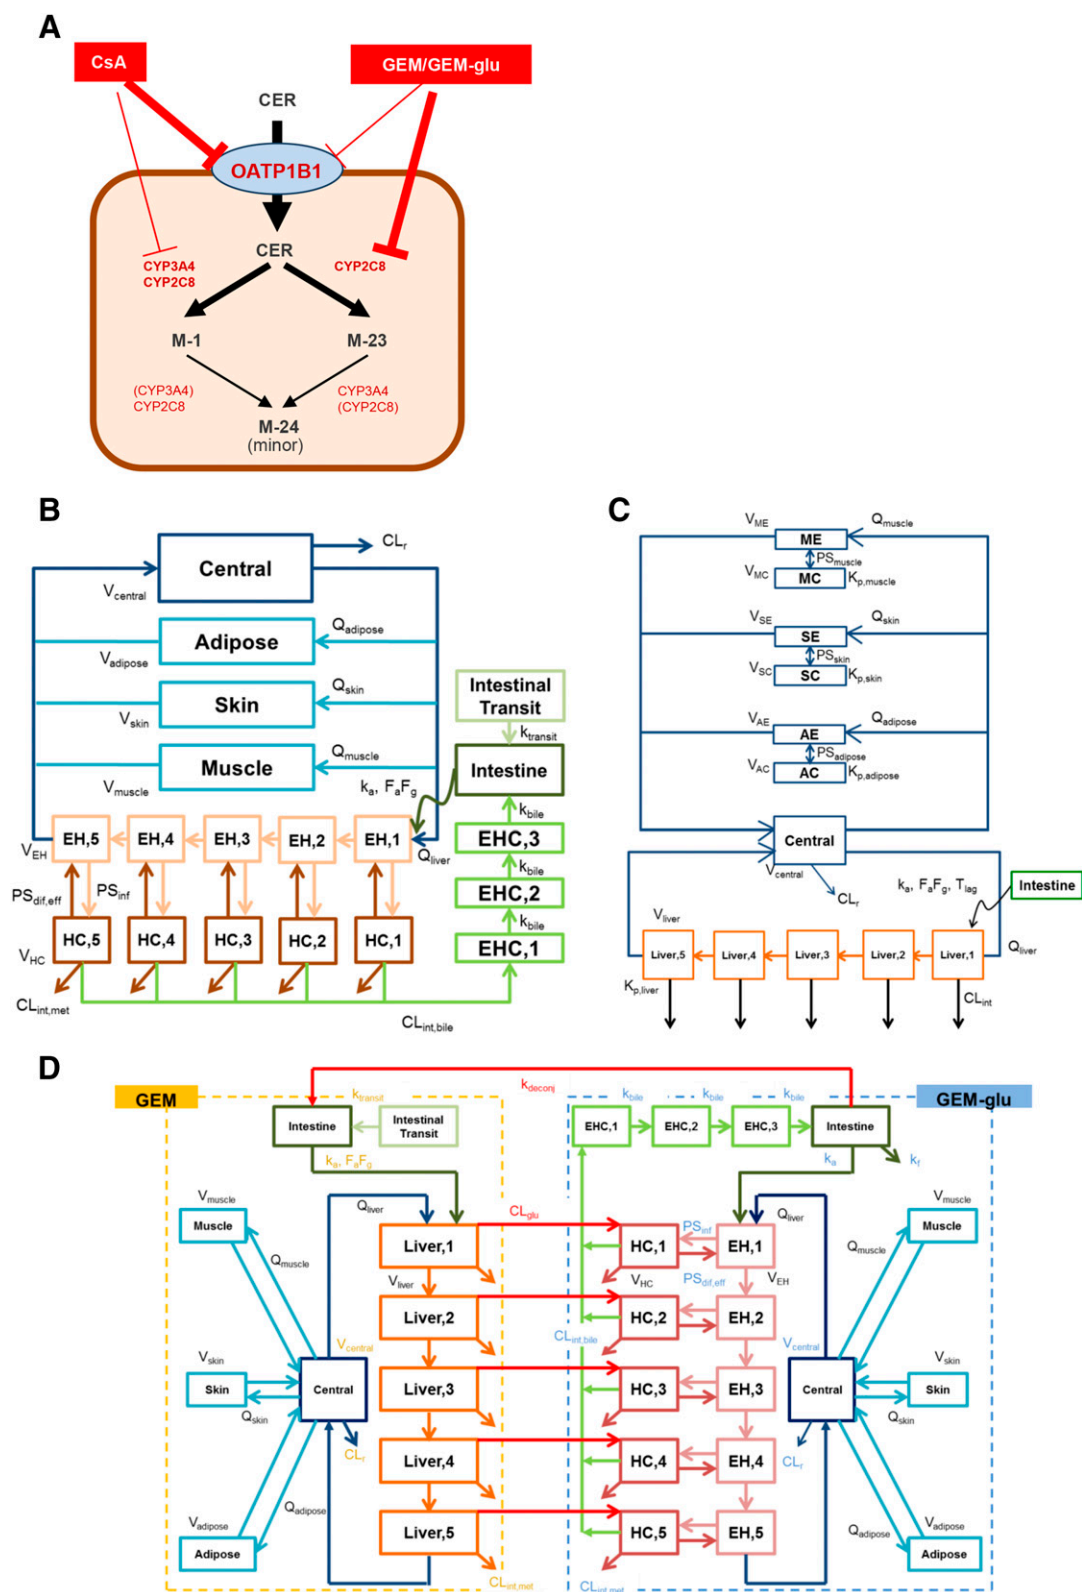 A
CsA
GEM/GEM-glu
CER
OATP1B1
CER
CYP3A4
CYP2C8
CYP2C8
M-1
M-23
(CYP3A4)
CYP2C8
CYP3A4
(CYP2C8)
M-24
(minor)
B
Central
CLr
Vcentral
Adipose
Qadipose
Vadipose
Skin
Qskin
Vskin
Muscle
Qmuscle
Vmuscle
Intestinal
Transit
ktransit
Intestine
ka, FaFg
kbile
EHC,3
kbile
EHC,2
kbile
EHC,1
EH,5
EH,4
EH,3
EH,2
EH,1
VEH
Qliver
PSdif,eff
PSinf
HC,5
HC,4
HC,3
HC,2
HC,1
VHC
CLint,met
CLint,bile
C
VME
Qmuscle
ME
PSmuscle
VMC
MC
Kp,muscle
VSE
Qskin
SE
PSskin
VSC
SC
Kp,skin
VAE
Qadipose
AE
PSadipose
VAC
AC
Kp,adipose
Central
Vcentral
CLr
ka, FaFg, Tlag
Intestine
Vliver
Qliver
Liver,5
Liver,4
Liver,3
Liver,2
Liver,1
Kp,liver
CLint
D
GEM
ktransit
kdeconj
kbile
kbile
kbile
GEM-glu
Intestine
Intestinal
Transit
EHC,1
EHC,2
EHC,3
Intestine
ka, FaFg
ka
kf
Vmuscle
Muscle
Qmuscle
Qliver
CLglu
Liver,1
Vliver
HC,1
PSinf
EH,1
Qliver
VHC
PSdif,eff
VEH
Vmuscle
Muscle
Qmuscle
Liver,2
HC,2
EH,2
CLint,bile
Vcentral
Vcentral
Vskin
Skin
Qskin
Central
Liver,3
HC,3
EH,3
Central
Vskin
Skin
Qskin
CLr
Liver,4
HC,4
EH,4
CLr
Qadipose
Vadipose
Adipose
Liver,5
HC,5
EH,5
Qadipose
Vadipose
Adipose
CLint,met
CLint,met